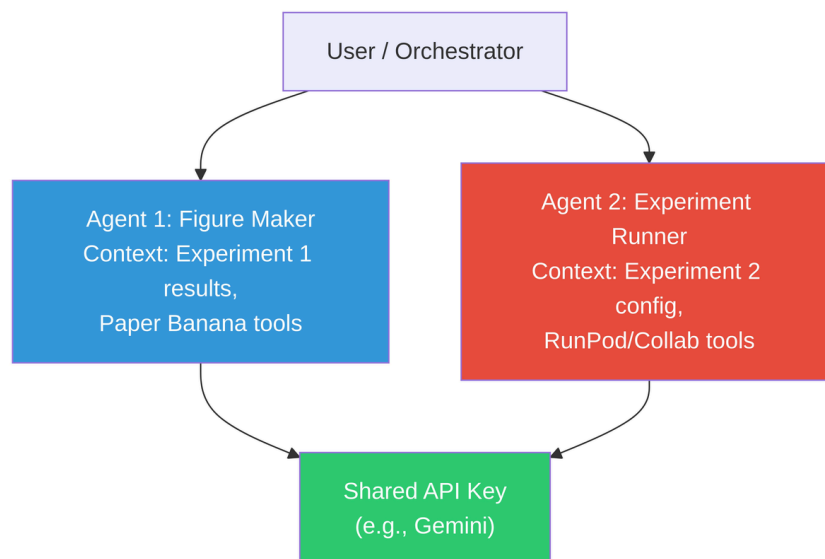 User / Orchestrator
Agent 1: Figure Maker
Context: Experiment 1
results,
Paper Banana tools
Agent 2: Experiment
Runner
Context: Experiment 2
config,
RunPod/Collab tools
Shared API Key
(e.g., Gemini)